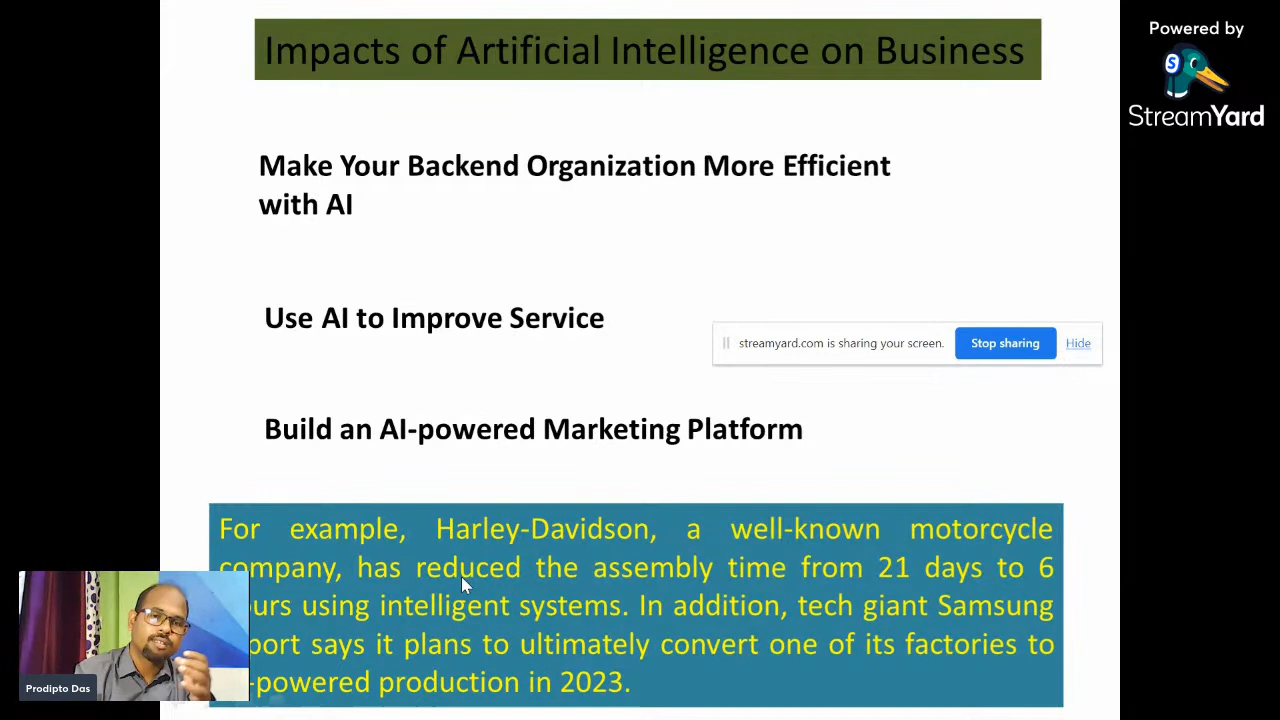 Impacts of Artificial Intelligence on Business
Powered by
StreamYard
Make Your Backend Organization More Efficient
with AI
Use AI to Improve Service
streamyard.com is sharing your screen. Stop sharing Hide
Build an AI-powered Marketing Platform
For example, Harley-Davidson, a well-known motorcycle
company, has reduced the assembly time from 21 days to 6
ours using intelligent systems. In addition, tech giant Samsung
port says it plans to ultimately convert one of its factories to
-powered production in 2023.
Prodipto Das